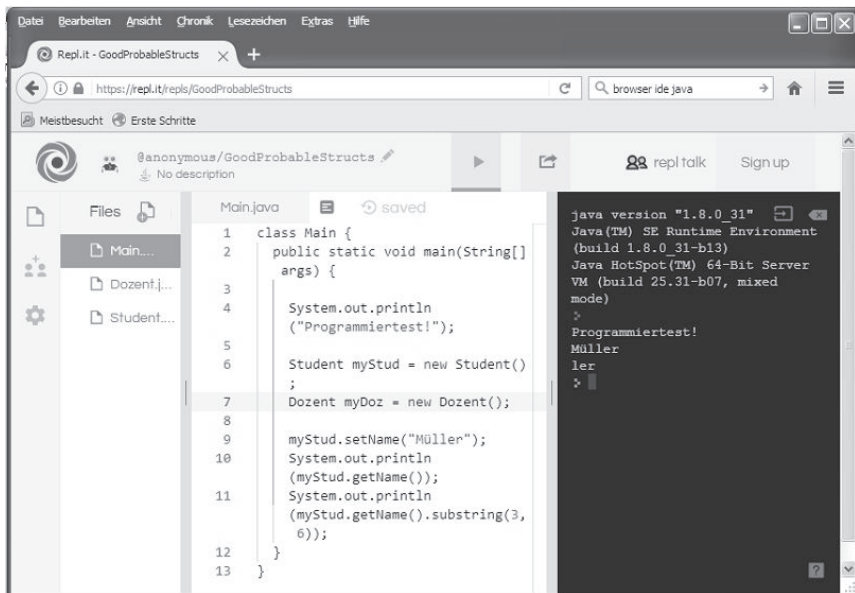 Datei Bearbeiten Ansicht Chronik Lesezeichen Extras Hilfe
Repl.it - GoodProbableStructs
https://repl.it/repls/GoodProbableStructs
browser ide java
Meistbesucht Erste Schritte
@anonymous/GoodProbableStructs
No description
repl talk
Sign up
Files
Main....
Dozent.j...
Student....
Main.java
saved
1 class Main {
2 public static void main(String[]
args) {
3
4 System.out.println
("Programmiertest!");
5
6 Student myStud = new Student()
;
7 Dozent myDoz = new Dozent();
8
9 myStud.setName("Müller");
10 System.out.println
(myStud.getName());
11 System.out.println
(myStud.getName().substring(3,
6));
12 }
13 }
java version "1.8.0_31"
Java(TM) SE Runtime Environment
(build 1.8.0_31-b13)
Java HotSpot(TM) 64-Bit Server
VM (build 25.31-b07, mixed
mode)
>
Programmiertest!
Müller
ler
>
?